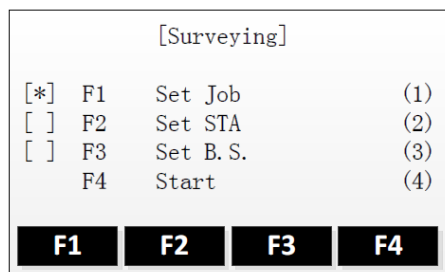 [Surveying]
[*] F1 Set Job (1)
[ ] F2 Set STA (2)
[ ] F3 Set B.S. (3)
F4 Start (4)
F1 F2 F3 F4